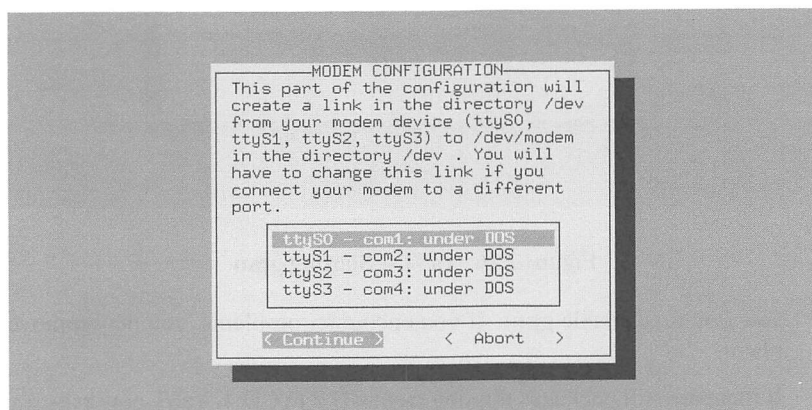 MODEM CONFIGURATION
This part of the configuration will
create a link in the directory /dev
from your modem device (ttyS0,
ttyS1, ttyS2, ttyS3) to /dev/modem
in the directory /dev . You will
have to change this link if you
connect your modem to a different
port.
ttyS0 - com1: under DOS
ttyS1 - com2: under DOS
ttyS2 - com3: under DOS
ttyS3 - com4: under DOS
< Continue > < Abort >